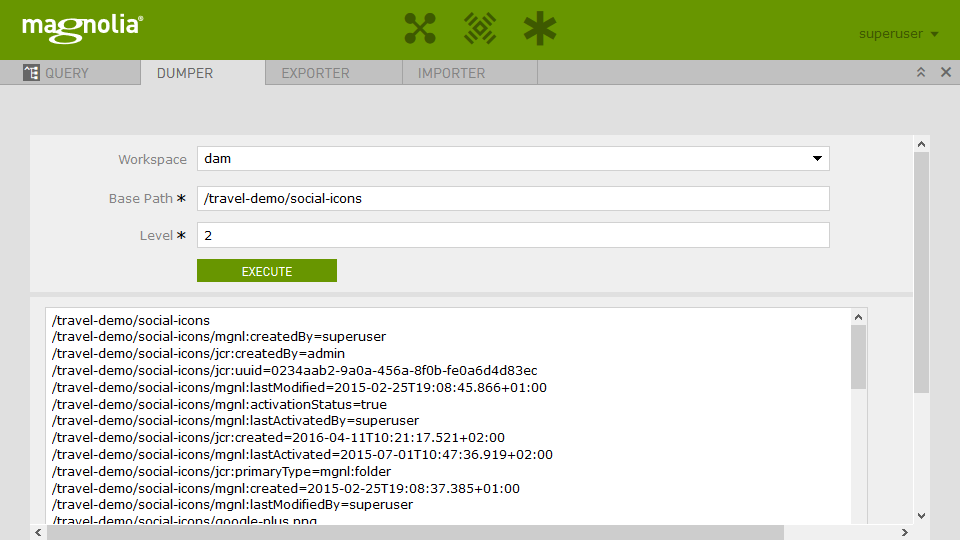 magnolia®
superuser
QUERY DUMPER EXPORTER IMPORTER
Workspace dam
Base Path * /travel-demo/social-icons
Level * 2
EXECUTE
/travel-demo/social-icons
/travel-demo/social-icons/mgnl:createdBy=superuser
/travel-demo/social-icons/jcr:createdBy=admin
/travel-demo/social-icons/jcr:uuid=0234aab2-9a0a-456a-8f0b-fe0a6d4d83ec
/travel-demo/social-icons/mgnl:lastModified=2015-02-25T19:08:45.866+01:00
/travel-demo/social-icons/mgnl:activationStatus=true
/travel-demo/social-icons/mgnl:lastActivatedBy=superuser
/travel-demo/social-icons/jcr:created=2016-04-11T10:21:17.521+02:00
/travel-demo/social-icons/mgnl:lastActivated=2015-07-01T10:47:36.919+02:00
/travel-demo/social-icons/jcr:primaryType=mgnl:folder
/travel-demo/social-icons/mgnl:created=2015-02-25T19:08:37.385+01:00
/travel-demo/social-icons/mgnl:lastModifiedBy=superuser
/travel-demo/social-icons/google-plus.png